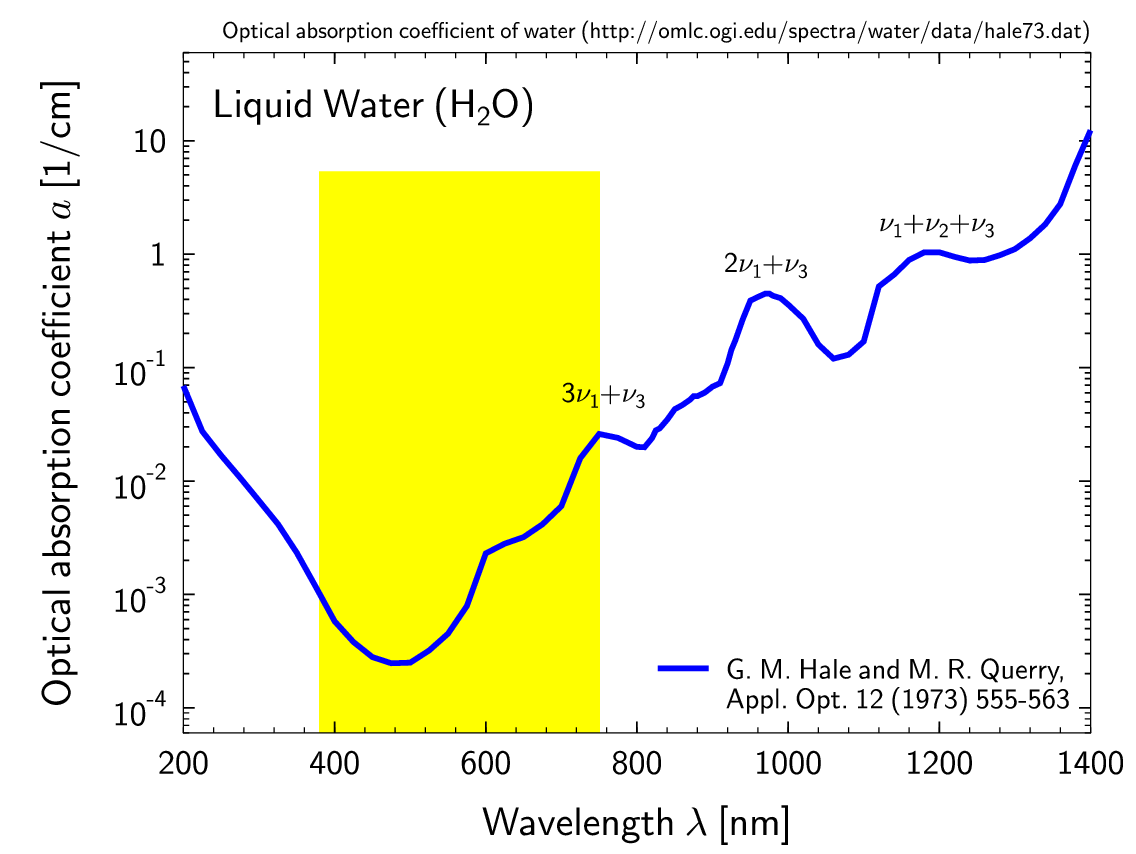 Optical absorption coefficient of water (http://omlc.ogi.edu/spectra/water/data/hale73.dat)
Liquid Water (H₂O)
Optical absorption coefficient a [1/cm]
10
1
10⁻¹
10⁻²
10⁻³
10⁻⁴
ν₁+ν₂+ν₃
2ν₁+ν₃
3ν₁+ν₃
G. M. Hale and M. R. Querry,
Appl. Opt. 12 (1973) 555-563
200 400 600 800 1000 1200 1400
Wavelength λ [nm]